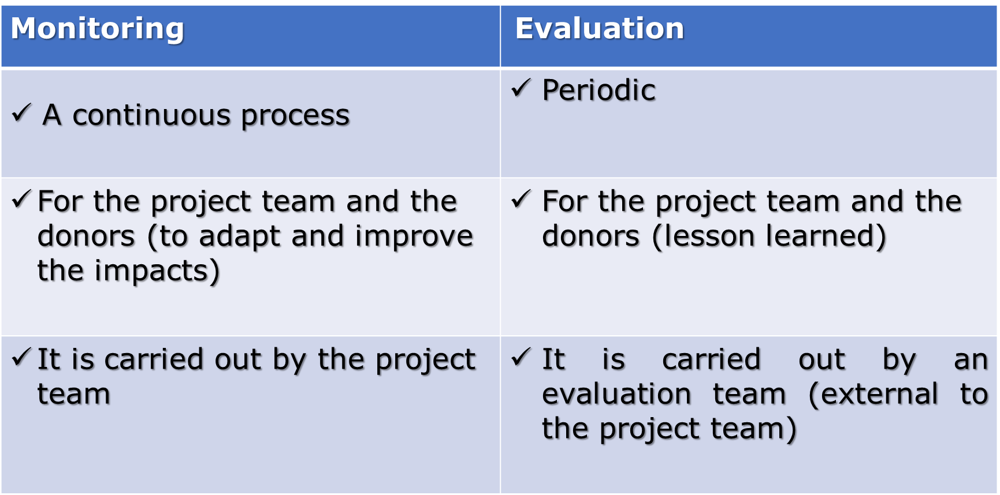 Monitoring
Evaluation
✓ A continuous process
✓ Periodic
✓ For the project team and the
donors (to adapt and improve
the impacts)
✓ For the project team and the
donors (lesson learned)
✓ It is carried out by the project
team
✓ It is carried out by an
evaluation team (external to
the project team)